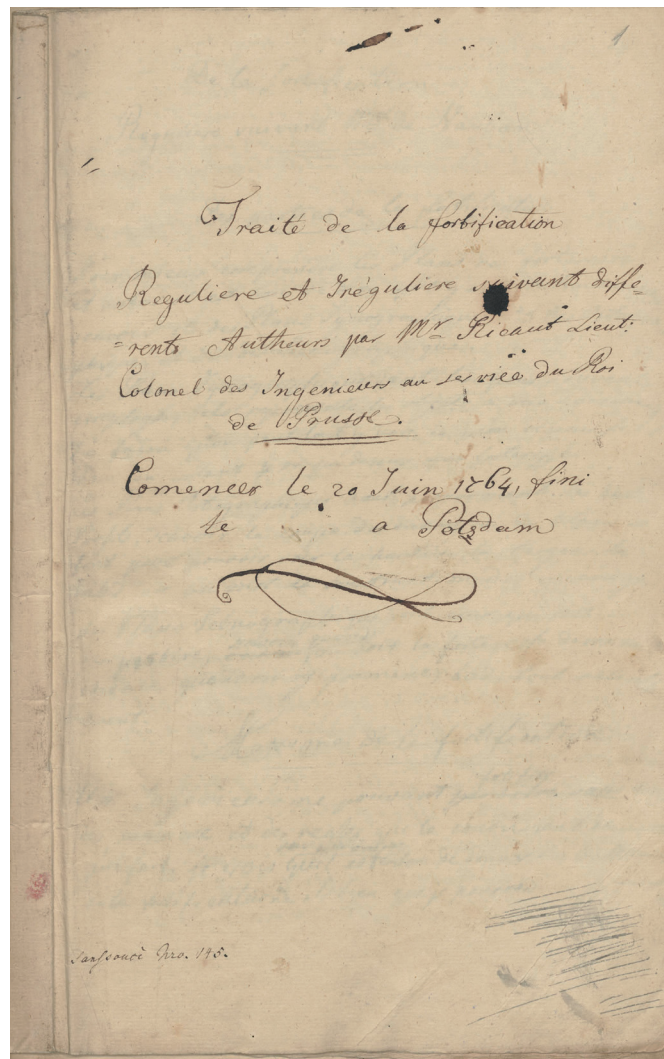 1
Traité de la fortification
Reguliere et Iréguliere suivant diffe=
=rents Autheurs par Mr Ricaut Lieut:
Colonel des Ingenieurs au service du Roi
de Prusse.
Comencer le 20 Juin 1764, fini
le a Potsdam
Sanssouci Nro. 195.